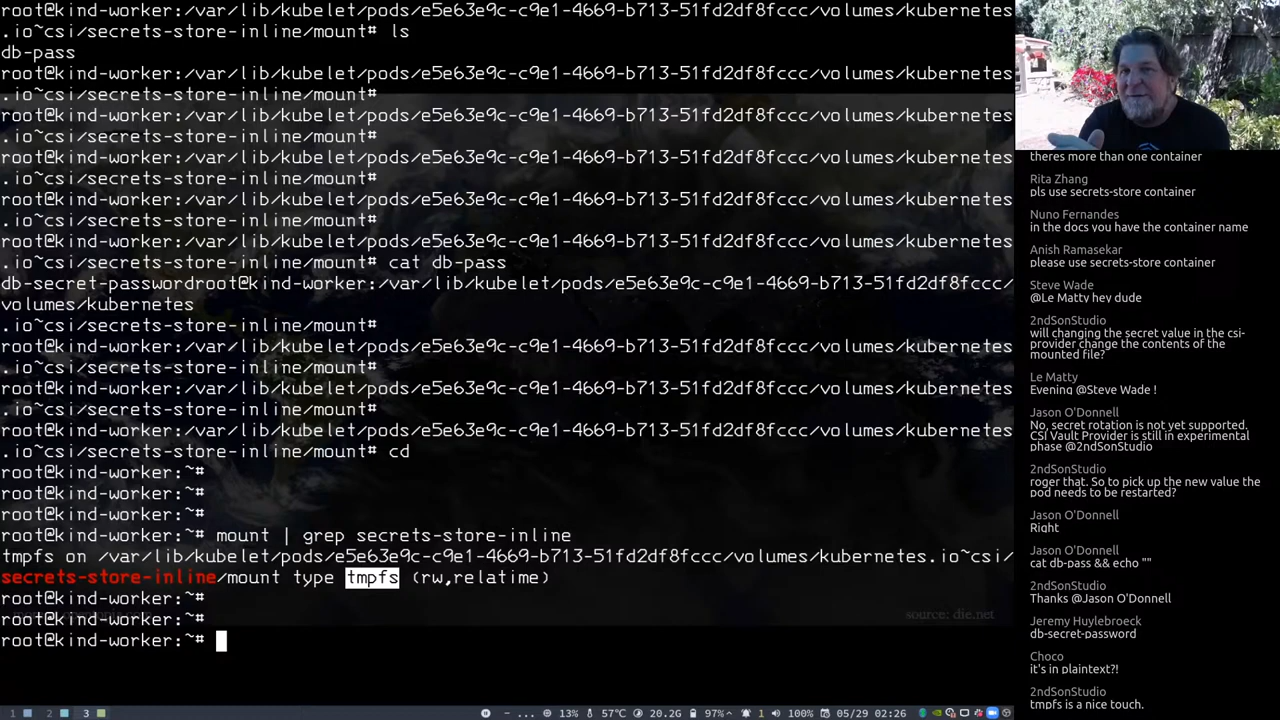 root@kind-worker:/var/lib/kubelet/pods/e5e63e9c-c9e1-4669-b713-51fd2df8fccc/volumes/kubernetes
.io~csi/secrets-store-inline/mount# ls
db-pass
root@kind-worker:/var/lib/kubelet/pods/e5e63e9c-c9e1-4669-b713-51fd2df8fccc/volumes/kubernetes
.io~csi/secrets-store-inline/mount#
root@kind-worker:/var/lib/kubelet/pods/e5e63e9c-c9e1-4669-b713-51fd2df8fccc/volumes/kubernetes
.io~csi/secrets-store-inline/mount#
root@kind-worker:/var/lib/kubelet/pods/e5e63e9c-c9e1-4669-b713-51fd2df8fccc/volumes/kubernetes
.io~csi/secrets-store-inline/mount#
root@kind-worker:/var/lib/kubelet/pods/e5e63e9c-c9e1-4669-b713-51fd2df8fccc/volumes/kubernetes
.io~csi/secrets-store-inline/mount#
root@kind-worker:/var/lib/kubelet/pods/e5e63e9c-c9e1-4669-b713-51fd2df8fccc/volumes/kubernetes
.io~csi/secrets-store-inline/mount# cat db-pass
db-secret-passwordroot@kind-worker:/var/lib/kubelet/pods/e5e63e9c-c9e1-4669-b713-51fd2df8fccc/
volumes/kubernetes
.io~csi/secrets-store-inline/mount#
root@kind-worker:/var/lib/kubelet/pods/e5e63e9c-c9e1-4669-b713-51fd2df8fccc/volumes/kubernetes
.io~csi/secrets-store-inline/mount#
root@kind-worker:/var/lib/kubelet/pods/e5e63e9c-c9e1-4669-b713-51fd2df8fccc/volumes/kubernetes
.io~csi/secrets-store-inline/mount#
root@kind-worker:/var/lib/kubelet/pods/e5e63e9c-c9e1-4669-b713-51fd2df8fccc/volumes/kubernetes
.io~csi/secrets-store-inline/mount# cd
root@kind-worker:~#
root@kind-worker:~#
root@kind-worker:~#
root@kind-worker:~# mount | grep secrets-store-inline
tmpfs on /var/lib/kubelet/pods/e5e63e9c-c9e1-4669-b713-51fd2df8fccc/volumes/kubernetes.io~csi/
secrets-store-inline/mount type tmpfs (rw,relatime)
root@kind-worker:~#
root@kind-worker:~#
root@kind-worker:~#
source: die.net
1 2 3
- ... 13% 57℃ 20.2G 97%^ 1 100% 05/29 02:26
theres more than one container
Rita Zhang
pls use secrets-store container
Nuno Fernandes
in the docs you have the container name
Anish Ramasekar
please use secrets-store container
Steve Wade
@Le Matty hey dude
2ndSonStudio
will changing the secret value in the csi-
provider change the contents of the
mounted file?
Le Matty
Evening @Steve Wade !
Jason O'Donnell
No, secret rotation is not yet supported.
CSI Vault Provider is still in experimental
phase @2ndSonStudio
2ndSonStudio
roger that. So to pick up the new value the
pod needs to be restarted?
Jason O'Donnell
Right
Jason O'Donnell
cat db-pass && echo ""
2ndSonStudio
Thanks @Jason O'Donnell
Jeremy Huylebroeck
db-secret-password
Choco
it's in plaintext?!
2ndSonStudio
tmpfs is a nice touch.